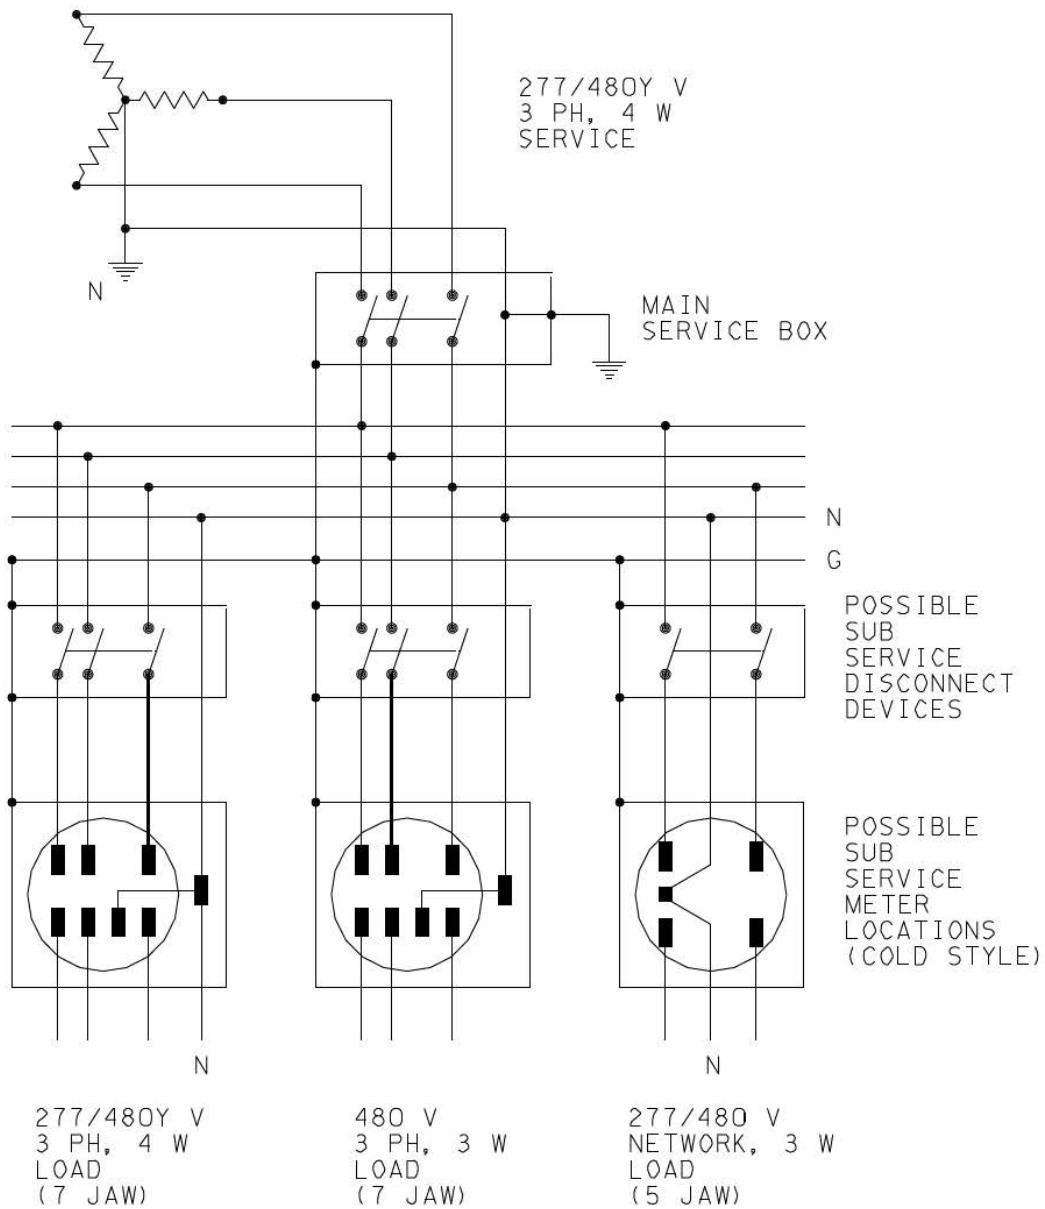 277/480Y V
3 PH, 4 W
SERVICE
N
MAIN
SERVICE BOX
N
G
POSSIBLE
SUB
SERVICE
DISCONNECT
DEVICES
POSSIBLE
SUB
SERVICE
METER
LOCATIONS
(COLD STYLE)
N
N
277/480Y V
3 PH, 4 W
LOAD
(7 JAW)
480 V
3 PH, 3 W
LOAD
(7 JAW)
277/480 V
NETWORK, 3 W
LOAD
(5 JAW)